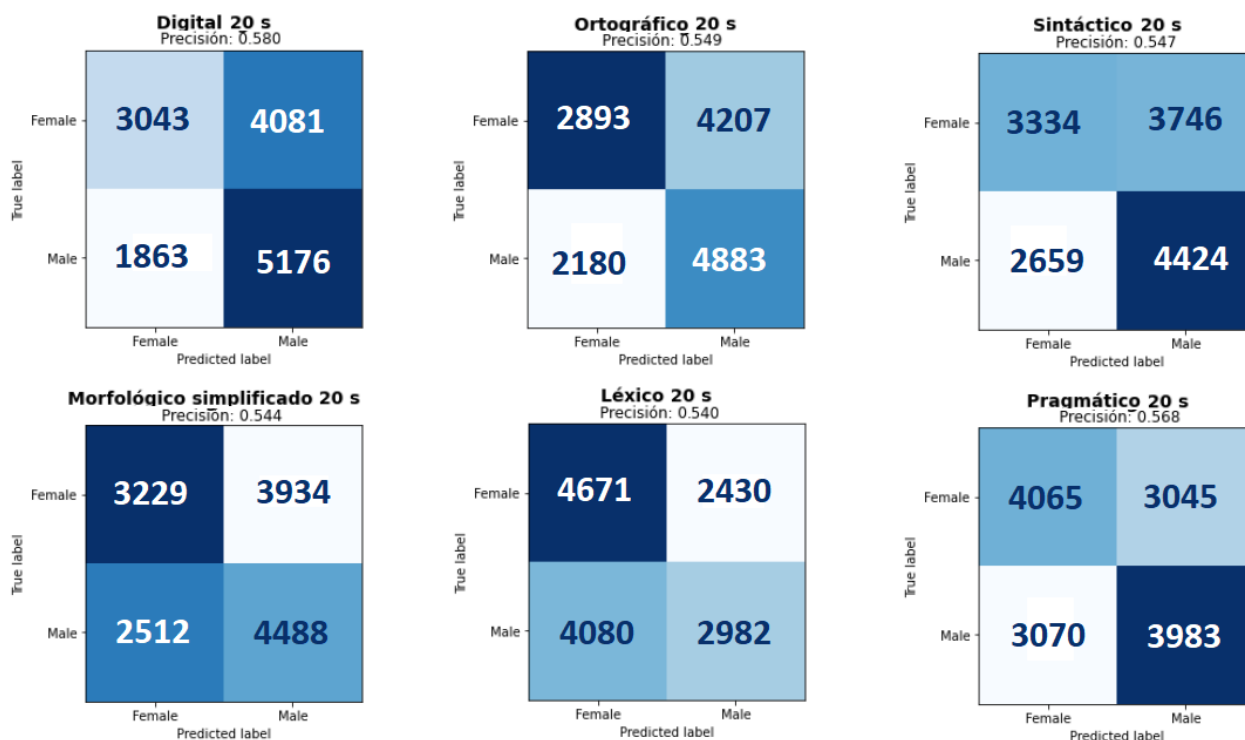 Digital 20 s
Precisión: 0.580
Female
3043
4081
True label
Male
1863
5176
Female
Male
Predicted label
Ortográfico 20 s
Precisión: 0.549
Female
2893
4207
True label
Male
2180
4883
Female
Male
Predicted label
Sintáctico 20 s
Precisión: 0.547
Female
3334
3746
True label
Male
2659
4424
Female
Male
Predicted label
Morfológico simplificado 20 s
Precisión: 0.544
Female
3229
3934
True label
Male
2512
4488
Female
Male
Predicted label
Léxico 20 s
Precisión: 0.540
Female
4671
2430
True label
Male
4080
2982
Female
Male
Predicted label
Pragmático 20 s
Precisión: 0.568
Female
4065
3045
True label
Male
3070
3983
Female
Male
Predicted label